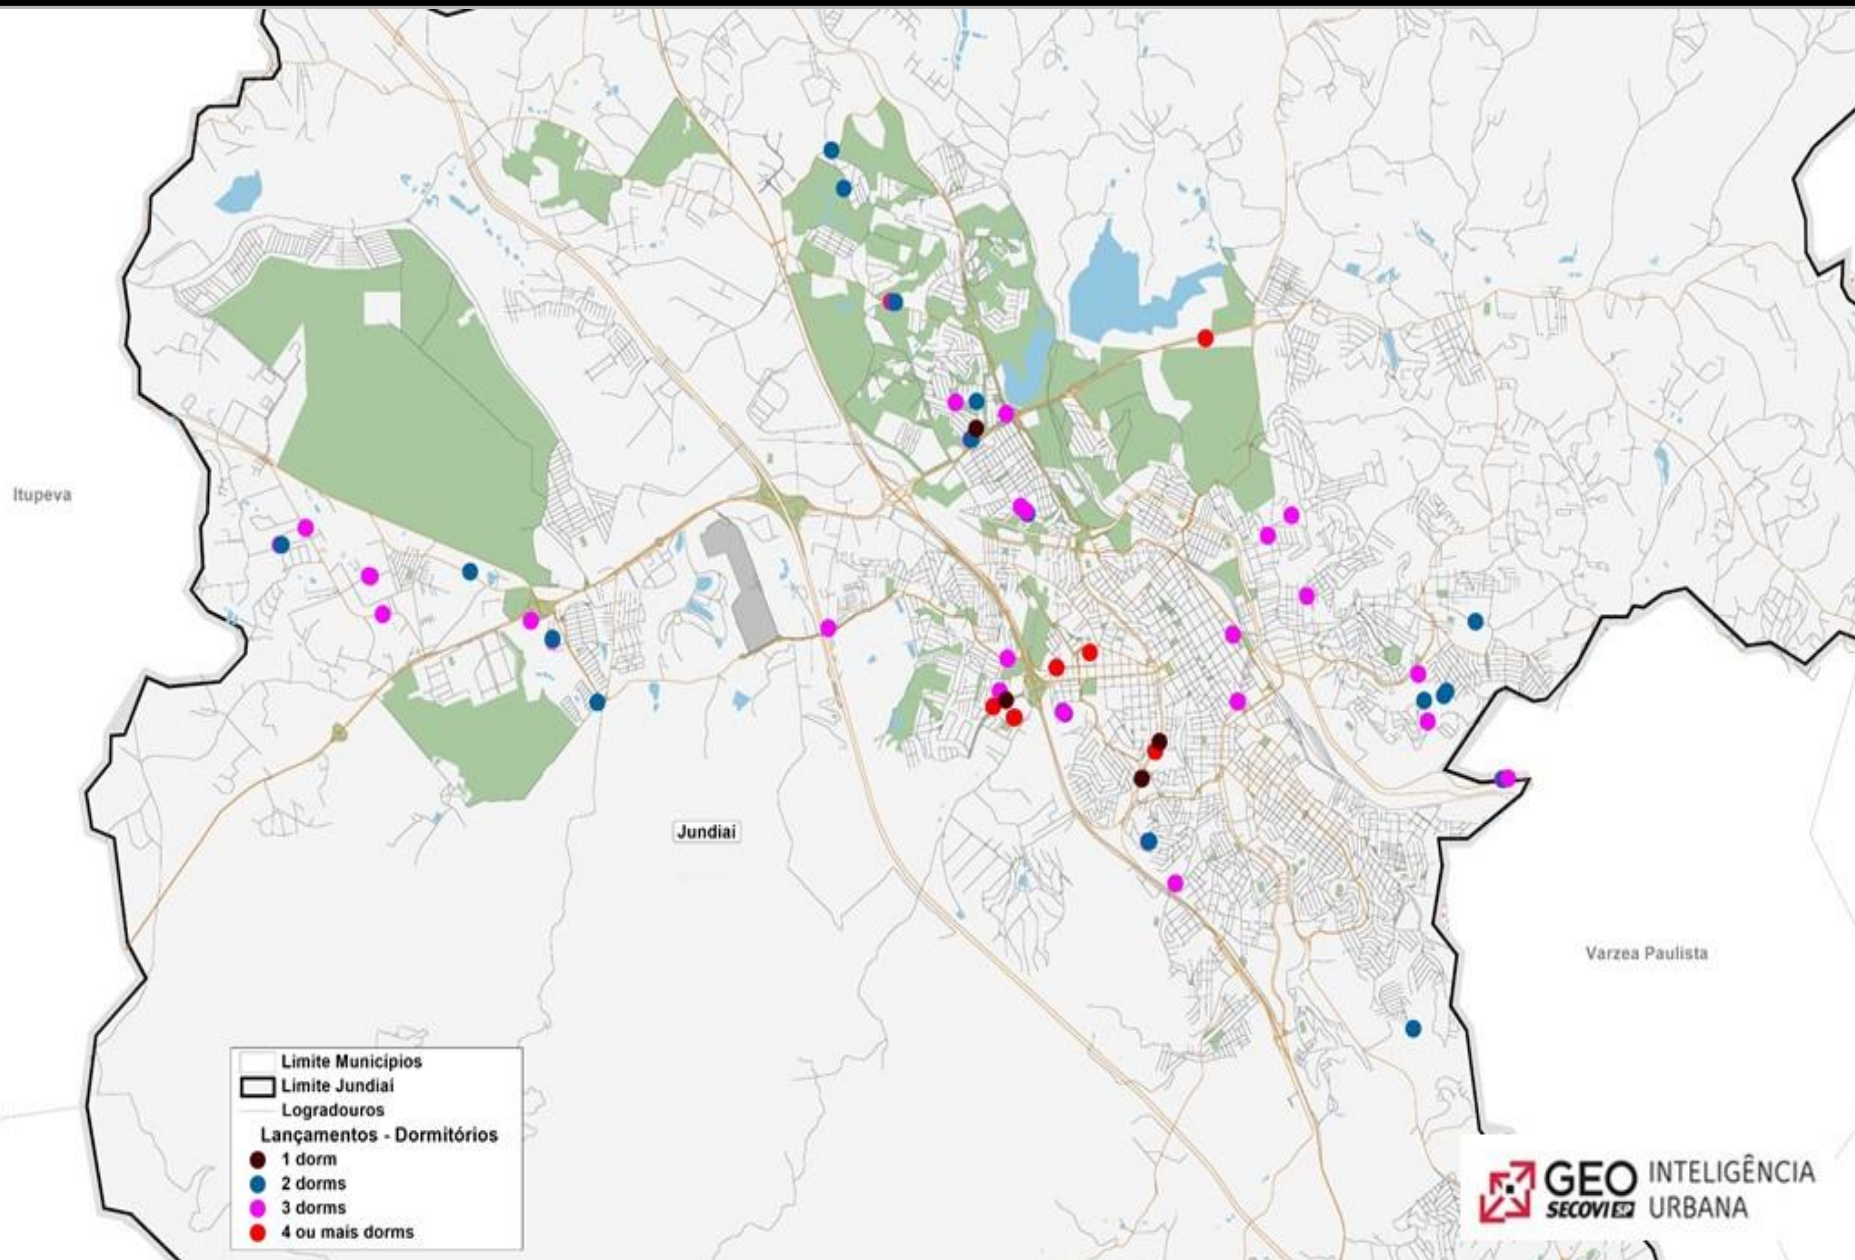 Itupeva
Jundiai
Varzea Paulista
Limite Municípios
Limite Jundiaí
Logradouros
Lançamentos - Dormitórios
1 dorm
2 dorms
3 dorms
4 ou mais dorms
GEO INTELIGÊNCIA
SECOVI SP URBANA